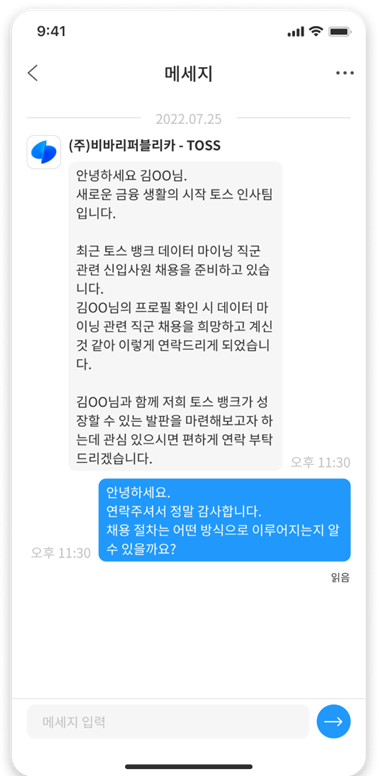 9:41
메세지
2022.07.25
(주)비바리퍼블리카 - TOSS
안녕하세요 김OO님.
새로운 금융 생활의 시작 토스 인사팀
입니다.
최근 토스 뱅크 데이터 마이닝 직군
관련 신입사원 채용을 준비하고 있습
니다.
김OO님의 프로필 확인 시 데이터 마
이닝 관련 직군 채용을 희망하고 계신
것 같아 이렇게 연락드리게 되었습니
다.
김OO님과 함께 저희 토스 뱅크가 성
장할 수 있는 발판을 마련해보고자 하
는데 관심 있으시면 편하게 연락 부탁
드리겠습니다.
오후 11:30
안녕하세요.
연락주셔서 정말 감사합니다.
채용 절차는 어떤 방식으로 이루어지는지 알
수 있을까요?
오후 11:30
읽음
메세지 입력